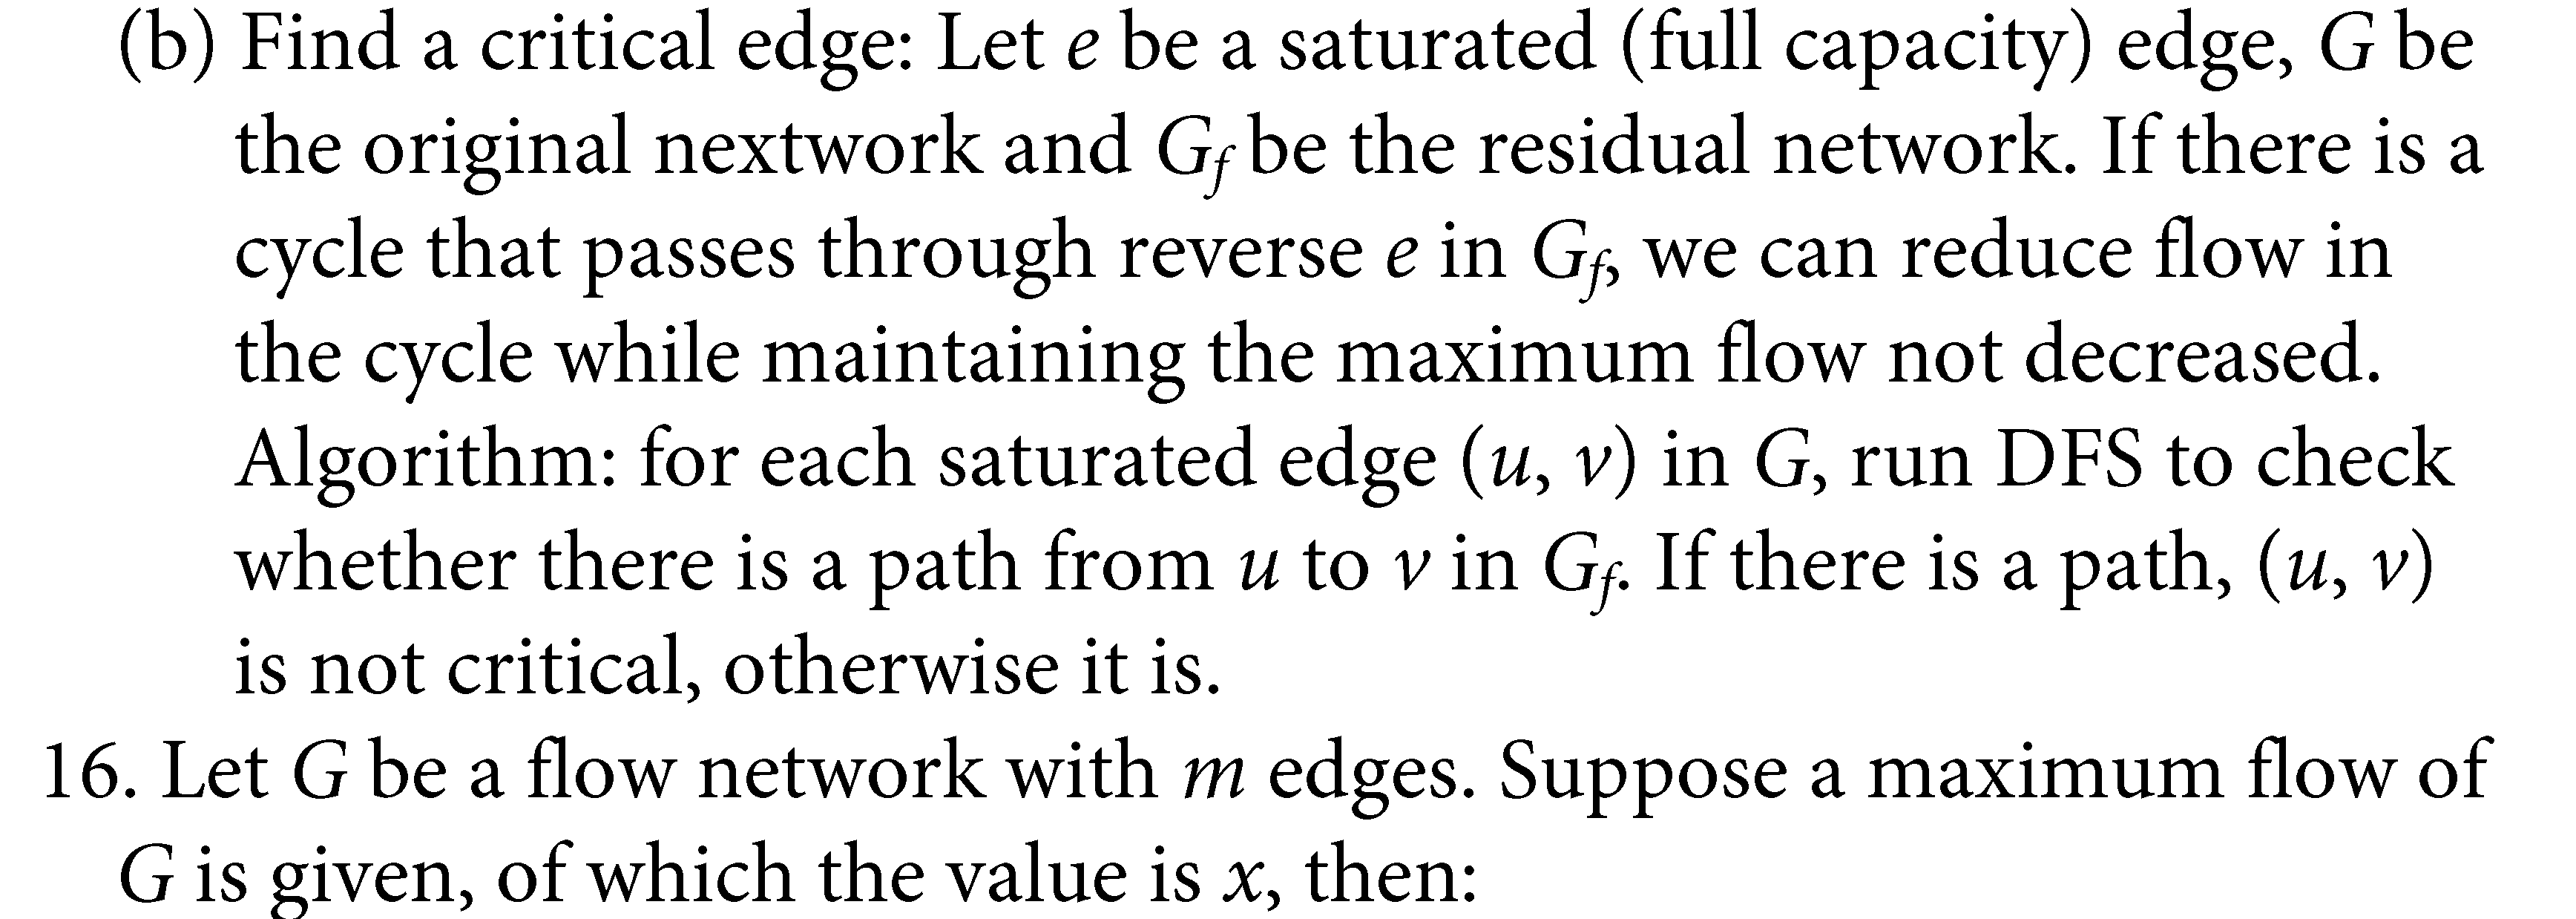 (b) Find a critical edge: Let e be a saturated (full capacity) edge, G be
the original nextwork and G_f be the residual network. If there is a
cycle that passes through reverse e in G_f, we can reduce flow in
the cycle while maintaining the maximum flow not decreased.
Algorithm: for each saturated edge (u, v) in G, run DFS to check
whether there is a path from u to v in G_f. If there is a path, (u, v)
is not critical, otherwise it is.
16. Let G be a flow network with m edges. Suppose a maximum flow of
G is given, of which the value is x, then: